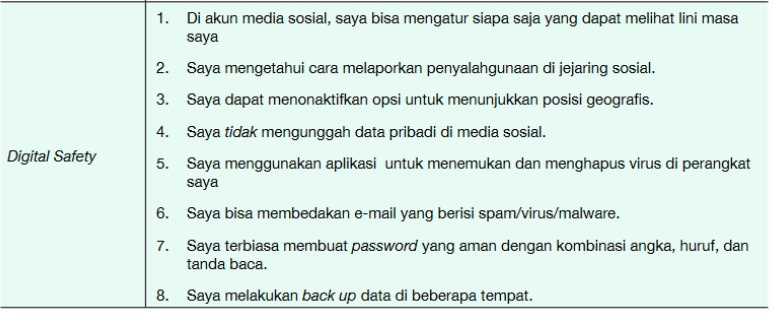 1. Di akun media sosial, saya bisa mengatur siapa saja yang dapat melihat lini masa
saya
2. Saya mengetahui cara melaporkan penyalahgunaan di jejaring sosial.
3. Saya dapat menonaktifkan opsi untuk menunjukkan posisi geografis.
4. Saya tidak mengunggah data pribadi di media sosial.
Digital Safety
5. Saya menggunakan aplikasi untuk menemukan dan menghapus virus di perangkat
saya
6. Saya bisa membedakan e-mail yang berisi spam/virus/malware.
7. Saya terbiasa membuat password yang aman dengan kombinasi angka, huruf, dan
tanda baca.
8. Saya melakukan back up data di beberapa tempat.